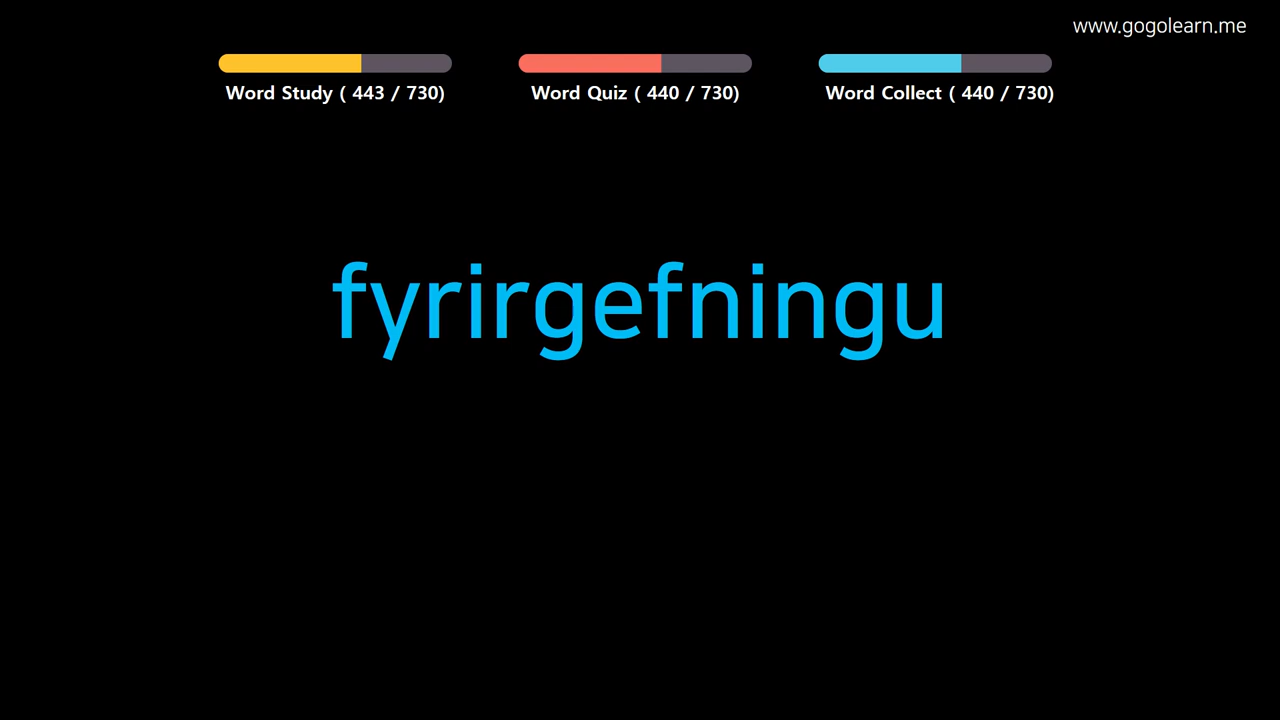 www.gogolearn.me
Word Study ( 443 / 730)
Word Quiz ( 440 / 730)
Word Collect ( 440 / 730)
fyrirgefningu